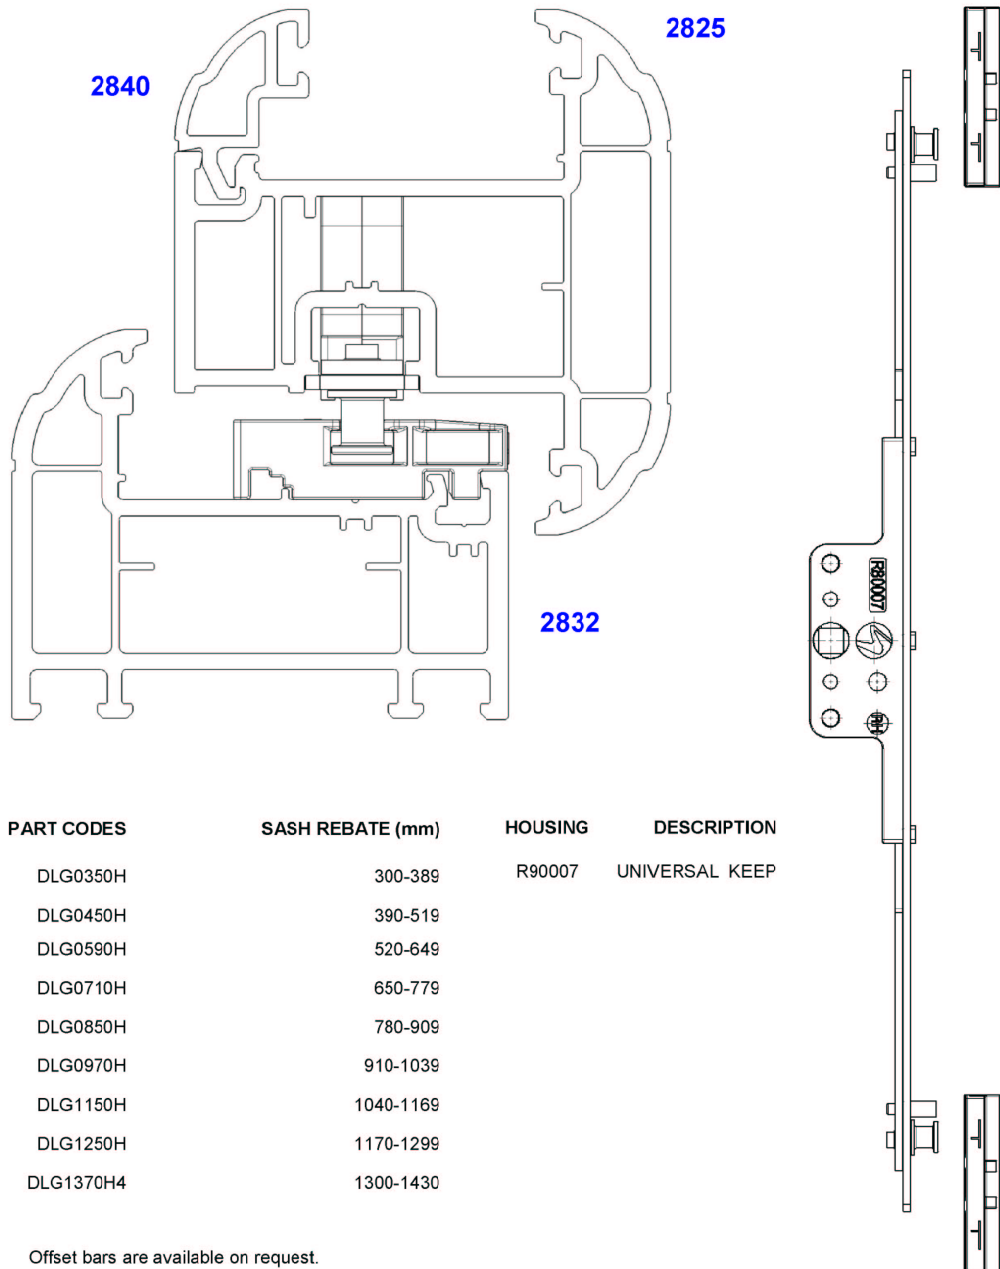 2825
2840
2832
R80007
RH
PART CODES SASH REBATE (mm) HOUSING DESCRIPTION
DLG0350H 300-389 R90007 UNIVERSAL KEEP
DLG0450H 390-519
DLG0590H 520-649
DLG0710H 650-779
DLG0850H 780-909
DLG0970H 910-1039
DLG1150H 1040-1169
DLG1250H 1170-1299
DLG1370H4 1300-1430
Offset bars are available on request.